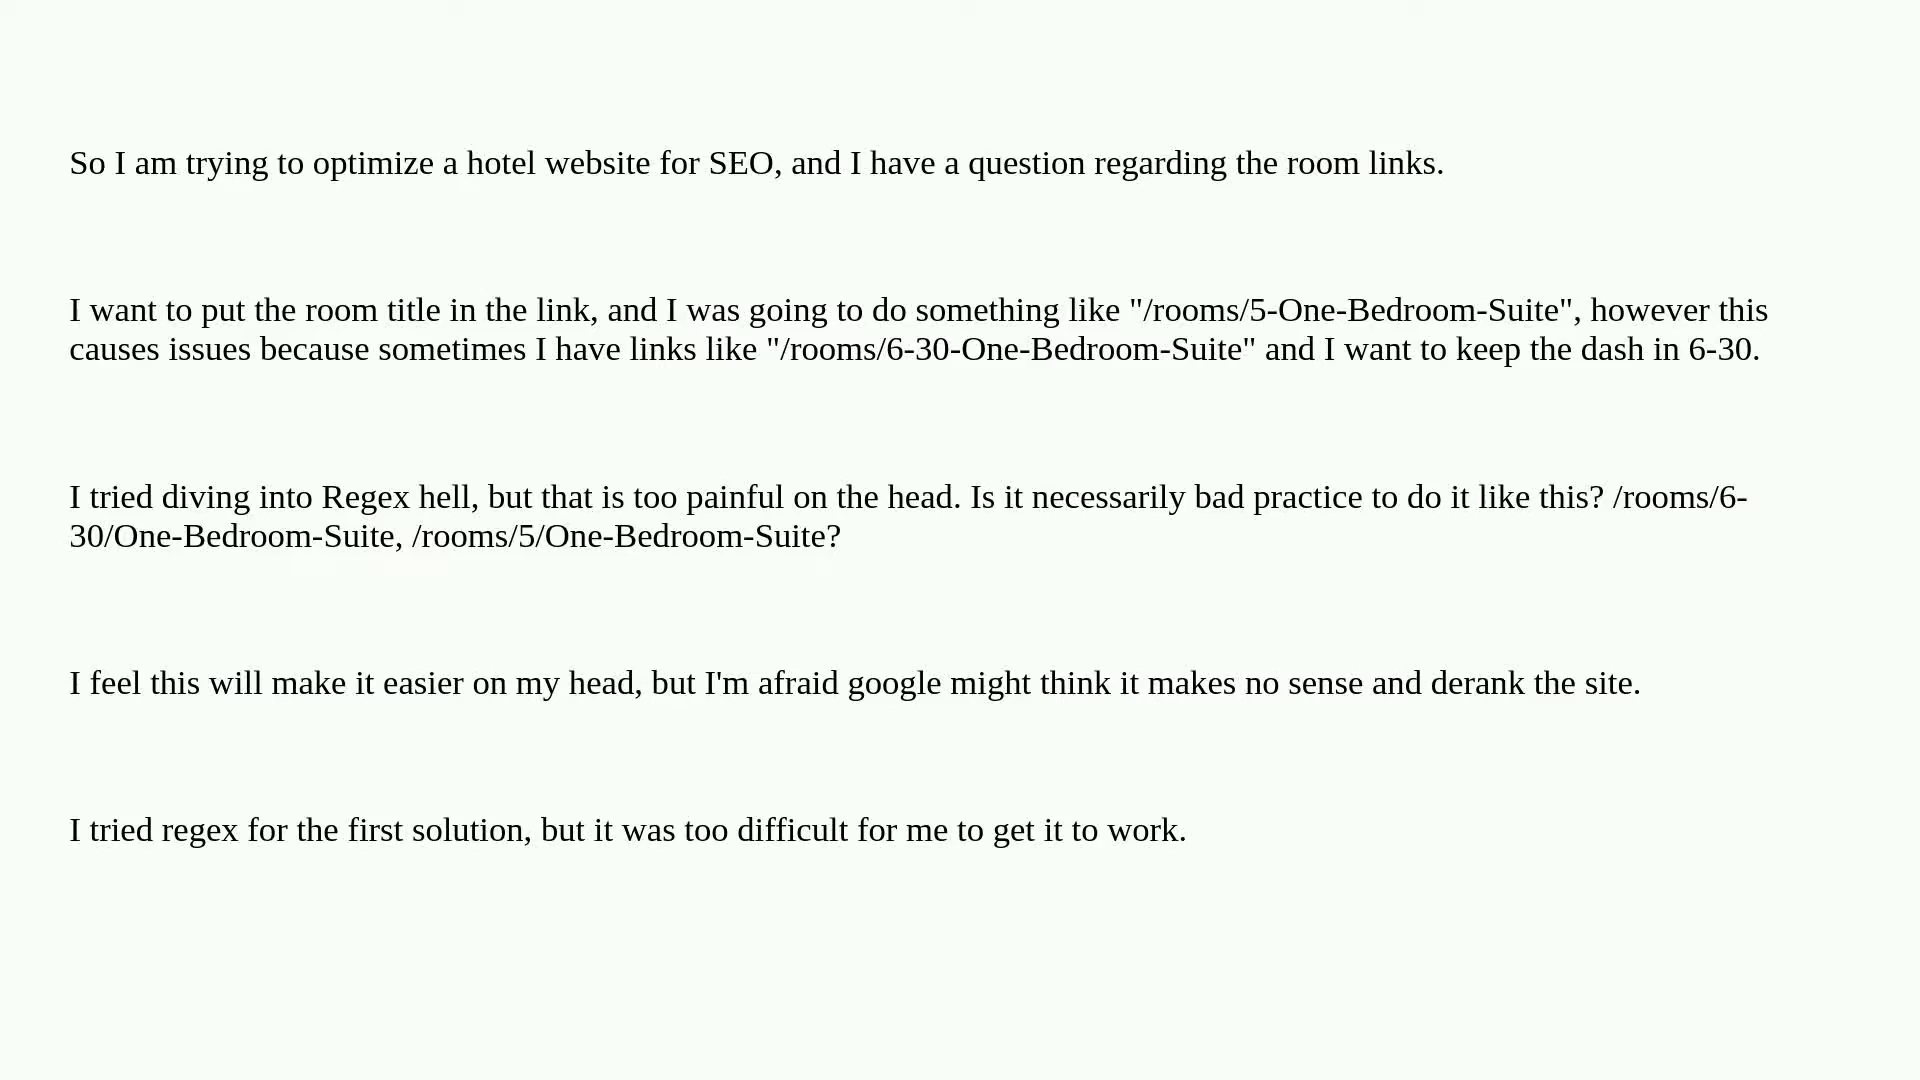 So I am trying to optimize a hotel website for SEO, and I have a question regarding the room links.
I want to put the room title in the link, and I was going to do something like "/rooms/5-One-Bedroom-Suite", however this
causes issues because sometimes I have links like "/rooms/6-30-One-Bedroom-Suite" and I want to keep the dash in 6-30.
I tried diving into Regex hell, but that is too painful on the head. Is it necessarily bad practice to do it like this? /rooms/6-
30/One-Bedroom-Suite, /rooms/5/One-Bedroom-Suite?
I feel this will make it easier on my head, but I'm afraid google might think it makes no sense and derank the site.
I tried regex for the first solution, but it was too difficult for me to get it to work.